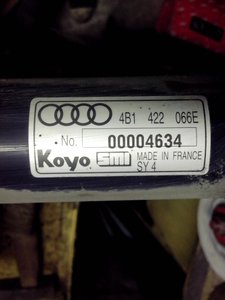 4B1 422 066E
No. 00004634
Koyo smi MADE IN FRANCE
SY 4